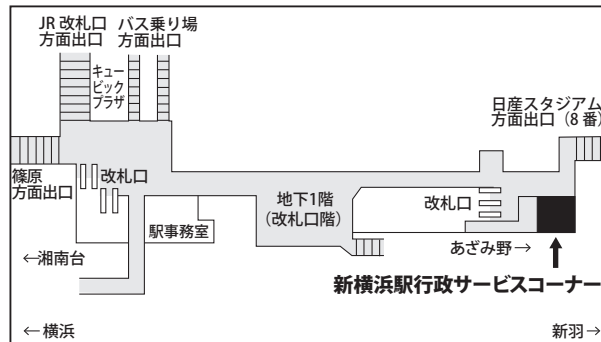 JR 改札口
方面出口
バス乗り場
方面出口
キュー
ビック
プラザ
日産スタジアム
方面出口（8 番）
篠原
方面出口
改札口
地下1階
（改札口階）
改札口
駅事務室
←湘南台
あざみ野→
新横浜駅行政サービスコーナー
←横浜
新羽→